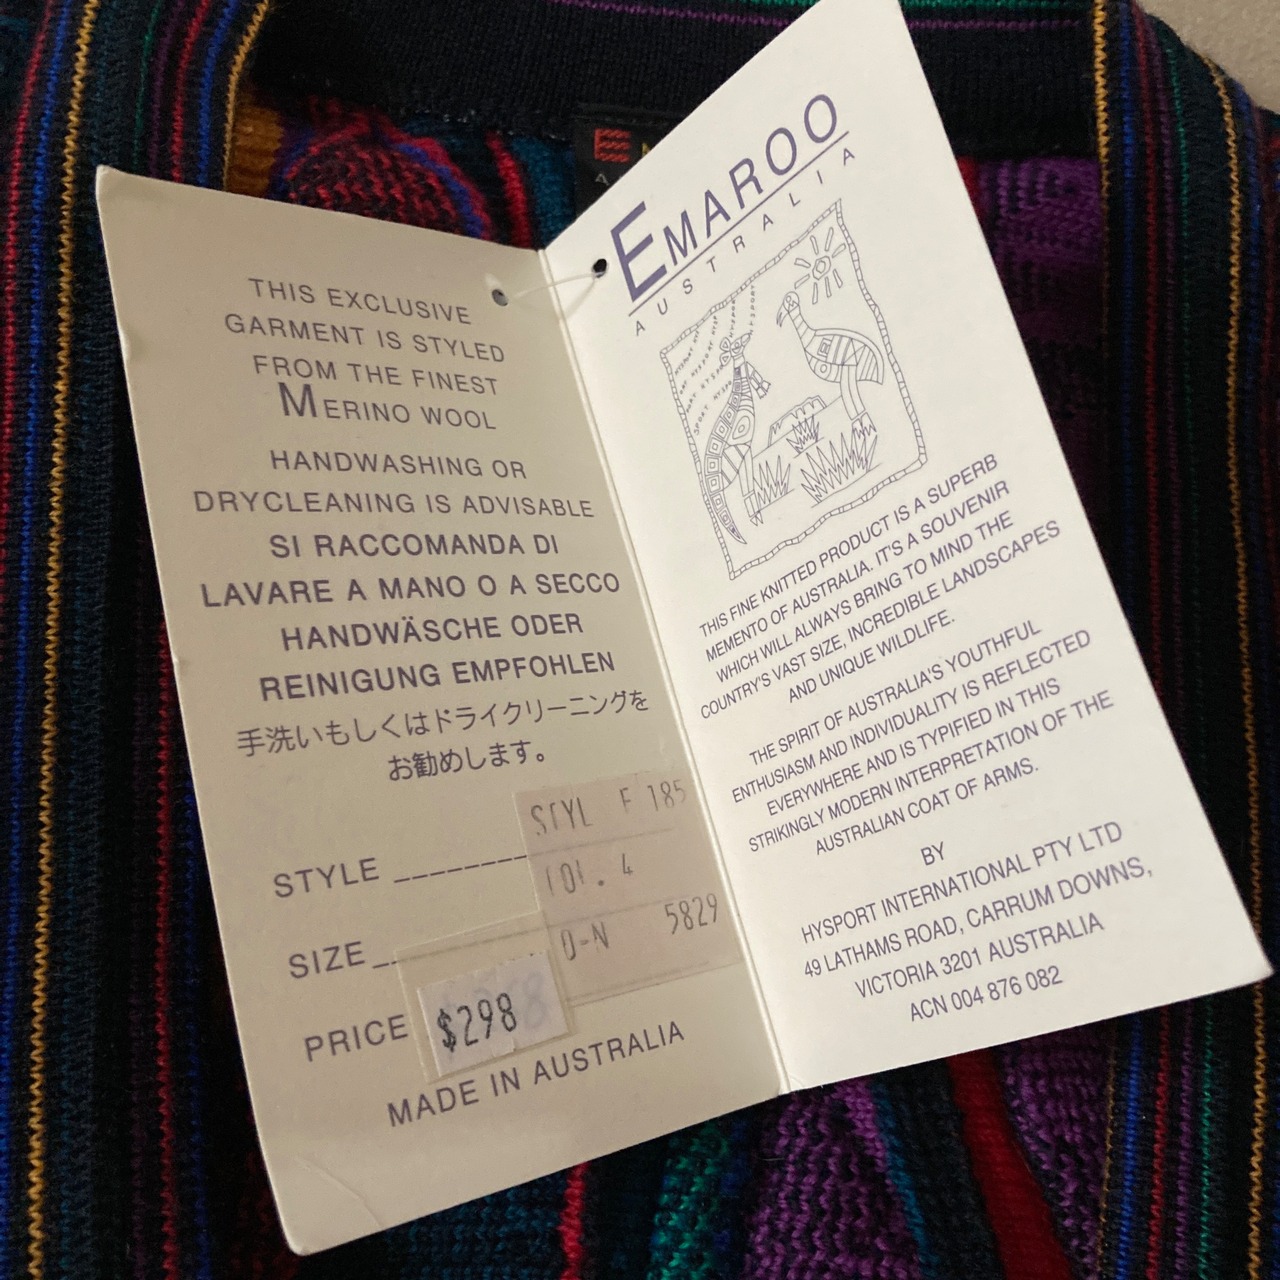 THIS EXCLUSIVE
GARMENT IS STYLED
FROM THE FINEST
MERINO WOOL
HANDWASHING OR
DRYCLEANING IS ADVISABLE
SI RACCOMANDA DI
LAVARE A MANO O A SECCO
HANDWÄSCHE ODER
REINIGUNG EMPFOHLEN
手洗いもしくはドライクリーニングを
お勧めします。
STYLE
STYL F 185
4
5829
SIZE
PRICE $298
MADE IN AUSTRALIA
EMAROO
AUSTRALIA
THIS FINE KNITTED PRODUCT IS A SUPERB
MEMENTO OF AUSTRALIA. IT'S A SOUVENIR
WHICH WILL ALWAYS BRING TO MIND THE
COUNTRY'S VAST SIZE, INCREDIBLE LANDSCAPES
AND UNIQUE WILDLIFE.
THE SPIRIT OF AUSTRALIA'S YOUTHFUL
ENTHUSIASM AND INDIVIDUALITY IS REFLECTED
EVERYWHERE AND IS TYPIFIED IN THIS
STRIKINGLY MODERN INTERPRETATION OF THE
AUSTRALIAN COAT OF ARMS.
BY
HYSPORT INTERNATIONAL PTY LTD
49 LATHAMS ROAD, CARRUM DOWNS,
VICTORIA 3201 AUSTRALIA
ACN 004 876 082